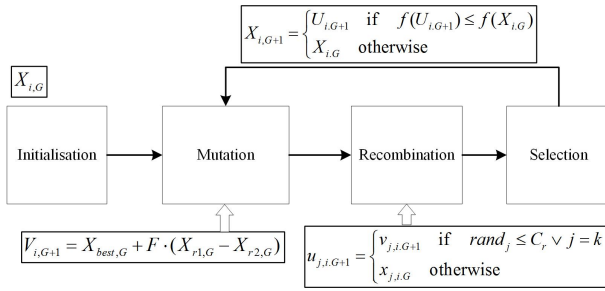 X_{i,G+1} = { U_{i.G+1} if f(U_{i.G+1}) ≤ f(X_{i.G})
X_{i.G} otherwise
X_{i,G}
Initialisation
Mutation
Recombination
Selection
V_{i,G+1} = X_{best,G} + F·(X_{r1,G} − X_{r2,G})
u_{j,i.G+1} = { v_{j,i.G+1} if rand_j ≤ C_r ∨ j = k
x_{j,i.G} otherwise